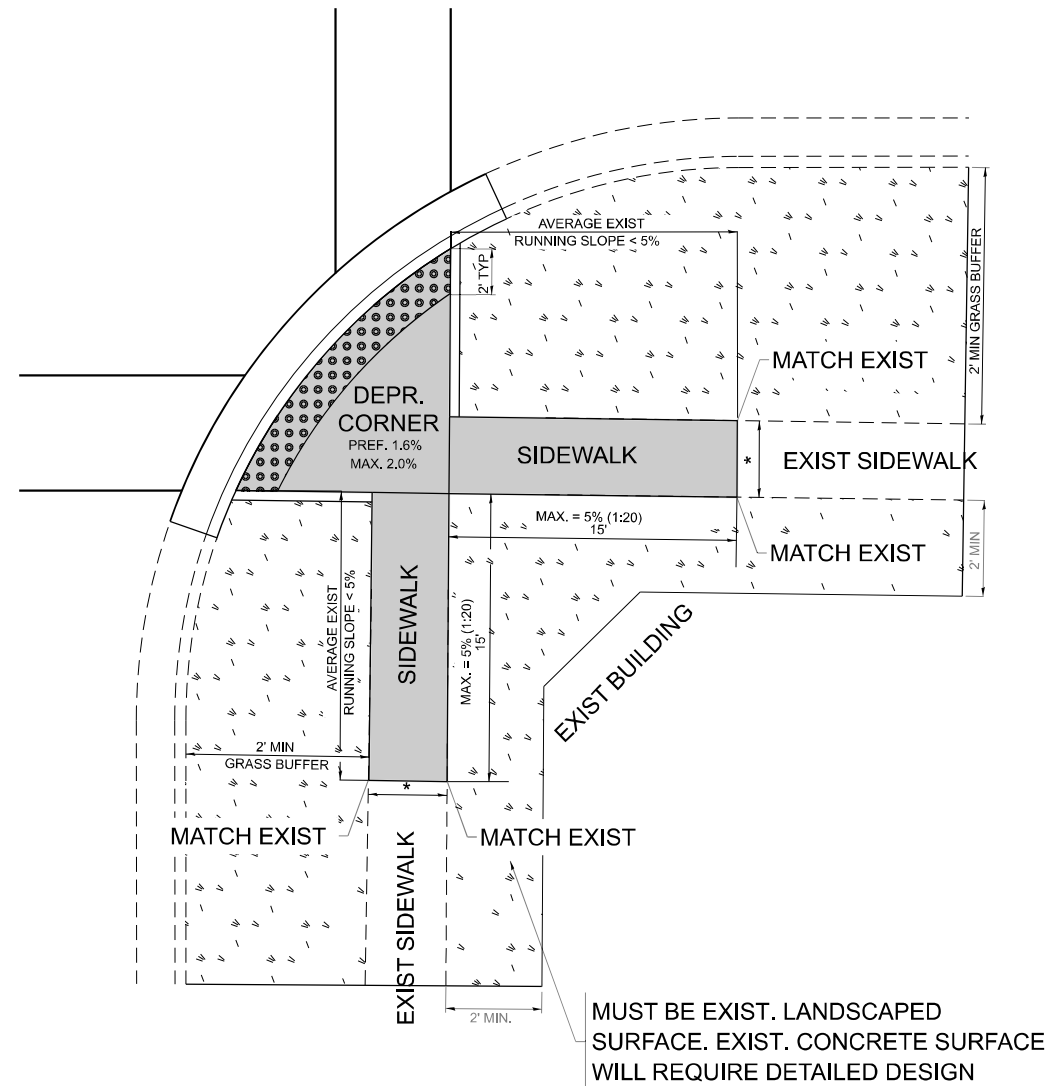 AVERAGE EXIST
RUNNING SLOPE < 5%
2' TYP
2' MIN GRASS BUFFER
MATCH EXIST
DEPR.
CORNER
PREF. 1.6%
MAX. 2.0%
SIDEWALK
*
EXIST SIDEWALK
MAX. = 5% (1:20)
15'
MATCH EXIST
2' MIN
AVERAGE EXIST
RUNNING SLOPE < 5%
SIDEWALK
MAX. = 5% (1:20)
15'
EXIST BUILDING
2' MIN
GRASS BUFFER
*
MATCH EXIST
MATCH EXIST
EXIST SIDEWALK
2' MIN.
MUST BE EXIST. LANDSCAPED
SURFACE. EXIST. CONCRETE SURFACE
WILL REQUIRE DETAILED DESIGN